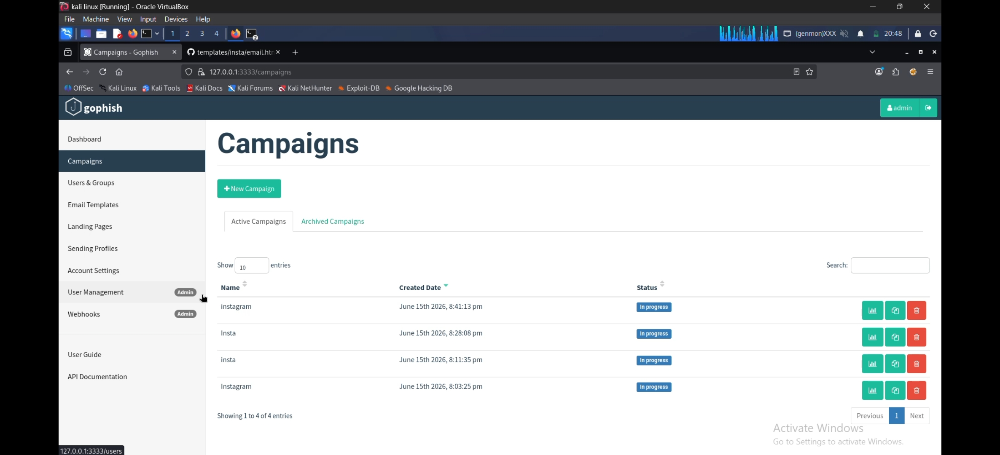 kali linux [Running] - Oracle VirtualBox
File Machine View Input Devices Help
1 2 3 4 2 (genmon)XXX 20:48
Campaigns - Gophish templates/insta/email.htm
127.0.0.1:3333/campaigns
OffSec Kali Linux Kali Tools Kali Docs Kali Forums Kali NetHunter Exploit-DB Google Hacking DB
gophish admin
Dashboard
Campaigns
Users & Groups
Email Templates
Landing Pages
Sending Profiles
Account Settings
User Management Admin
Webhooks Admin
User Guide
API Documentation
127.0.0.1:3333/users
Campaigns
+ New Campaign
Active Campaigns Archived Campaigns
Show 10 entries Search:
Name Created Date Status
instagram June 15th 2026, 8:41:13 pm In progress
Insta June 15th 2026, 8:28:08 pm In progress
insta June 15th 2026, 8:11:35 pm In progress
Instagram June 15th 2026, 8:03:25 pm In progress
Showing 1 to 4 of 4 entries Previous 1 Next
Activate Windows
Go to Settings to activate Windows.